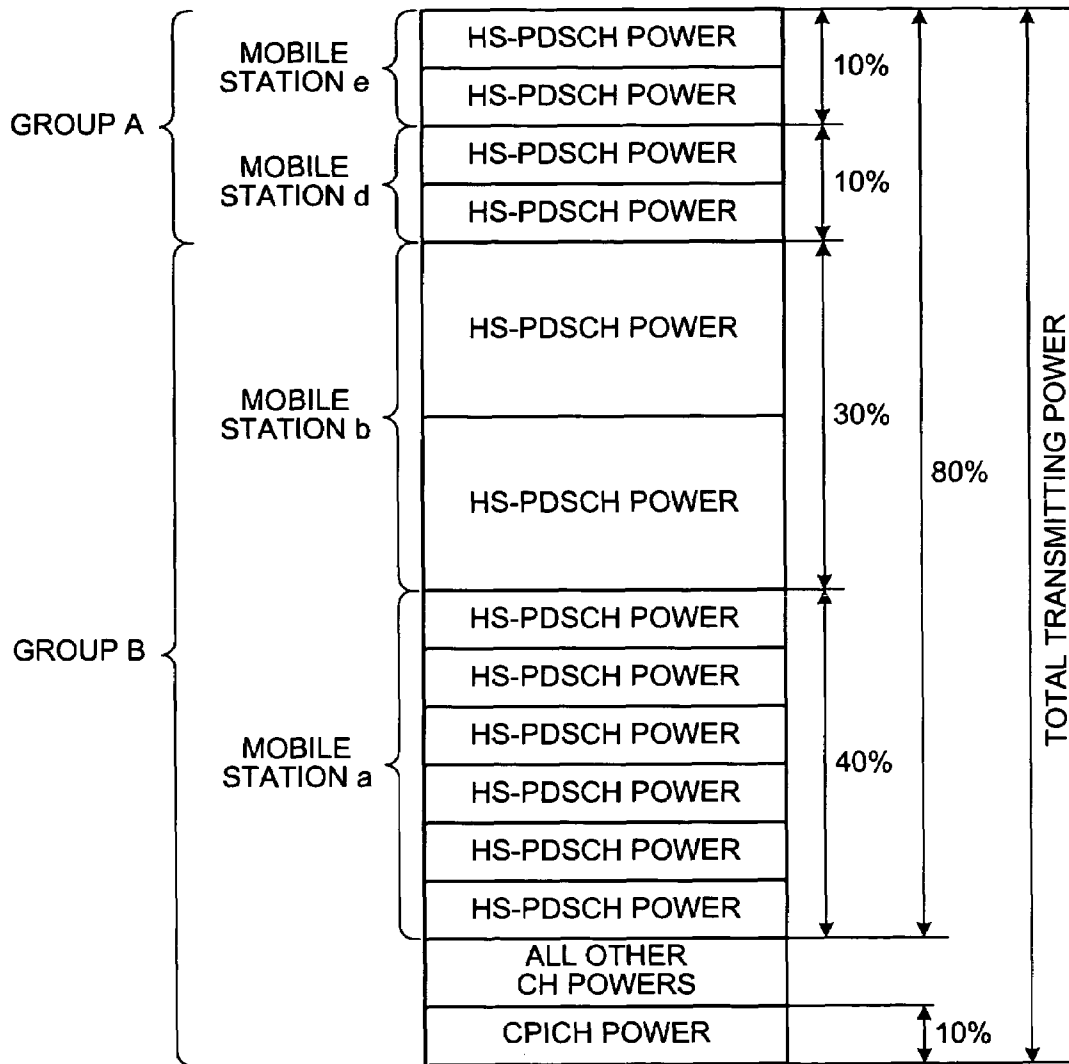 HS-PDSCH POWER
HS-PDSCH POWER
MOBILE
STATION e
10%
GROUP A
HS-PDSCH POWER
HS-PDSCH POWER
MOBILE
STATION d
10%
HS-PDSCH POWER
HS-PDSCH POWER
MOBILE
STATION b
30%
80%
TOTAL TRANSMITTING POWER
GROUP B
HS-PDSCH POWER
HS-PDSCH POWER
HS-PDSCH POWER
HS-PDSCH POWER
HS-PDSCH POWER
HS-PDSCH POWER
MOBILE
STATION a
40%
ALL OTHER
CH POWERS
CPICH POWER
10%